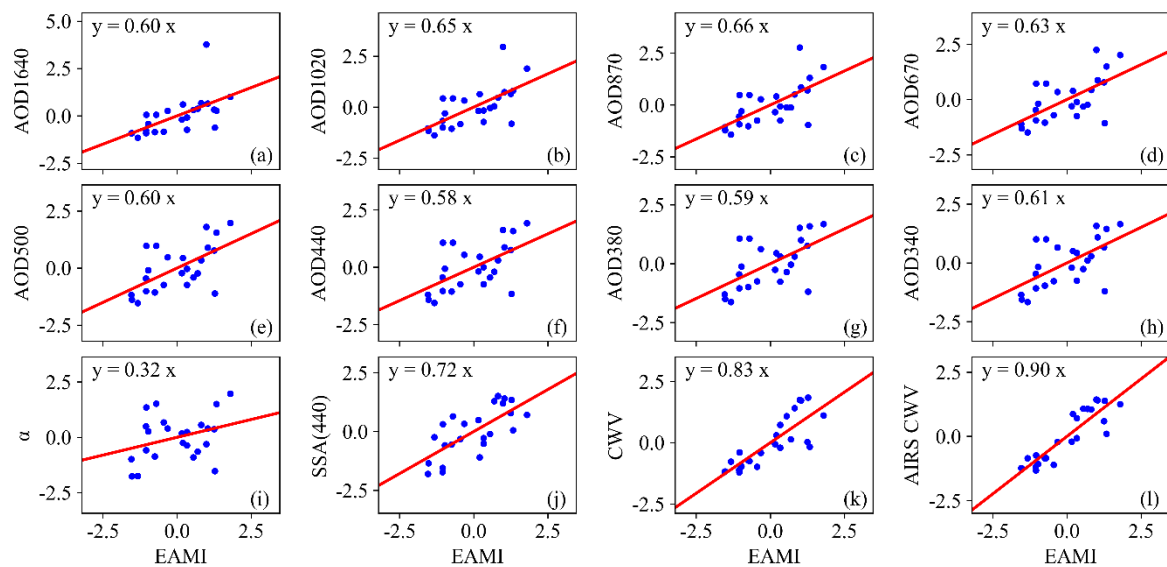 y = 0.60 x
5.0
2.5
0.0
-2.5
AOD1640
(a)
y = 0.65 x
2.5
0.0
-2.5
AOD1020
(b)
y = 0.66 x
2.5
0.0
-2.5
AOD870
(c)
y = 0.63 x
2.5
0.0
-2.5
AOD670
(d)
y = 0.60 x
2.5
0.0
-2.5
AOD500
(e)
y = 0.58 x
2.5
0.0
-2.5
AOD440
(f)
y = 0.59 x
2.5
0.0
-2.5
AOD380
(g)
y = 0.61 x
2.5
0.0
-2.5
AOD340
(h)
y = 0.32 x
2.5
0.0
-2.5
α
(i)
-2.5 0.0 2.5
EAMI
y = 0.72 x
2.5
0.0
-2.5
SSA(440)
(j)
-2.5 0.0 2.5
EAMI
y = 0.83 x
2.5
0.0
-2.5
CWV
(k)
-2.5 0.0 2.5
EAMI
y = 0.90 x
2.5
0.0
-2.5
AIRS CWV
(l)
-2.5 0.0 2.5
EAMI